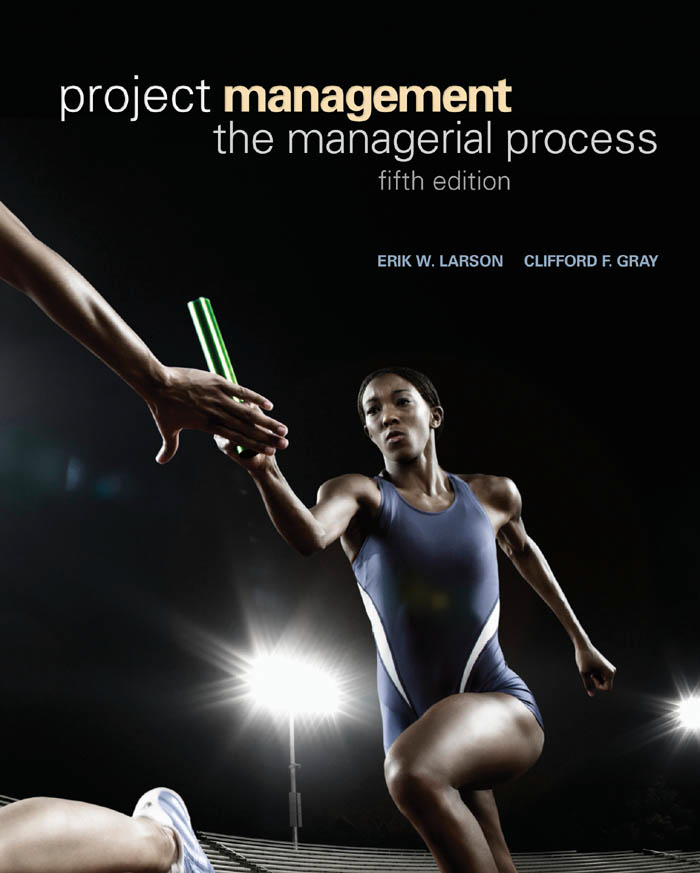 project management
the managerial process
fifth edition
ERIK W. LARSON CLIFFORD F. GRAY